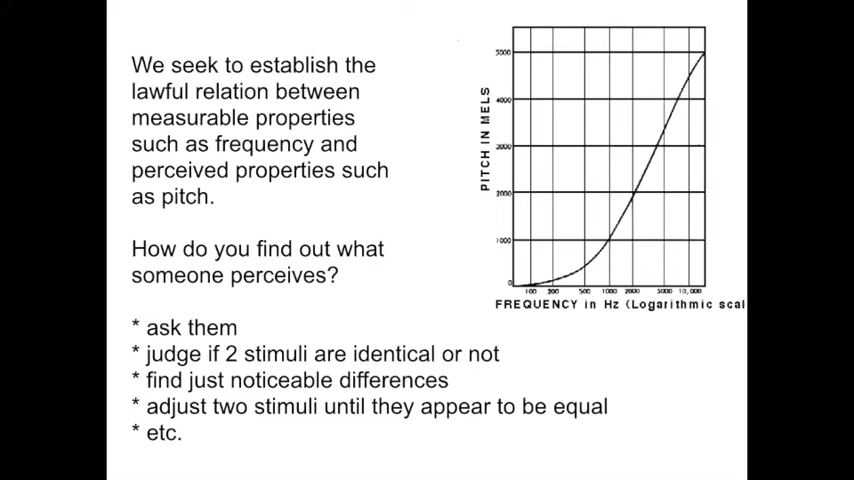 We seek to establish the
lawful relation between
measurable properties
such as frequency and
perceived properties such
as pitch.
How do you find out what
someone perceives?
* ask them
* judge if 2 stimuli are identical or not
* find just noticeable differences
* adjust two stimuli until they appear to be equal
* etc.
PITCH IN MELS
5000
4000
3000
2000
1000
0
100 200 500 1000 2000 5000 10,000
FREQUENCY in Hz (Logarithmic scal